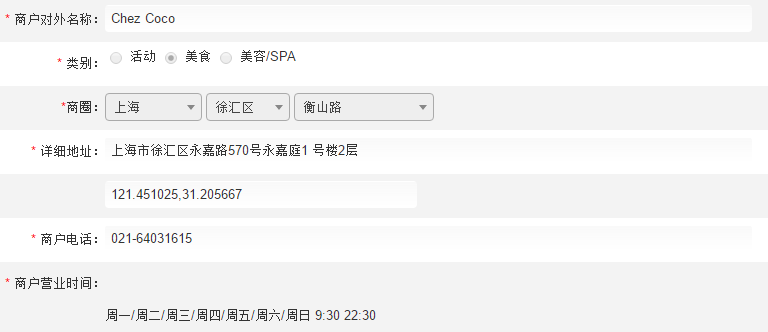 * 商户对外名称: Chez Coco
* 类别: 活动 美食 美容/SPA
*商圈: 上海 徐汇区 衡山路
* 详细地址: 上海市徐汇区永嘉路570号永嘉庭1 号楼2层
121.451025,31.205667
* 商户电话: 021-64031615
* 商户营业时间:
周一/周二/周三/周四/周五/周六/周日 9:30 22:30